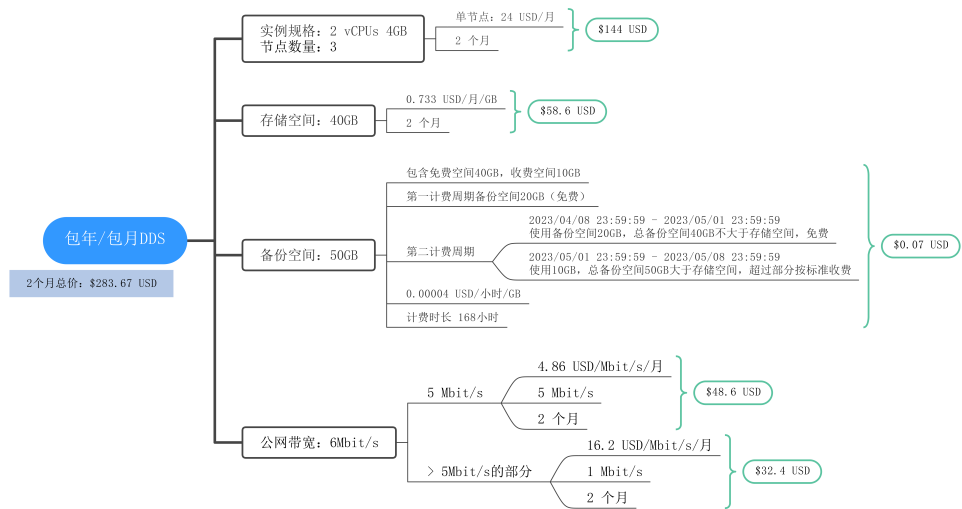 包年/包月DDS
2个月总价：$283.67 USD
实例规格：2 vCPUs 4GB
节点数量：3
单节点：24 USD/月
2 个月
$144 USD
存储空间：40GB
0.733 USD/月/GB
2 个月
$58.6 USD
备份空间：50GB
包含免费空间40GB，收费空间10GB
第一计费周期备份空间20GB（免费）
第二计费周期
2023/04/08 23:59:59 - 2023/05/01 23:59:59
使用备份空间20GB，总备份空间40GB不大于存储空间，免费
2023/05/01 23:59:59 - 2023/05/08 23:59:59
使用10GB，总备份空间50GB大于存储空间，超过部分按标准收费
0.00004 USD/小时/GB
计费时长 168小时
$0.07 USD
公网带宽：6Mbit/s
5 Mbit/s
4.86 USD/Mbit/s/月
5 Mbit/s
2 个月
$48.6 USD
> 5Mbit/s的部分
16.2 USD/Mbit/s/月
1 Mbit/s
2 个月
$32.4 USD